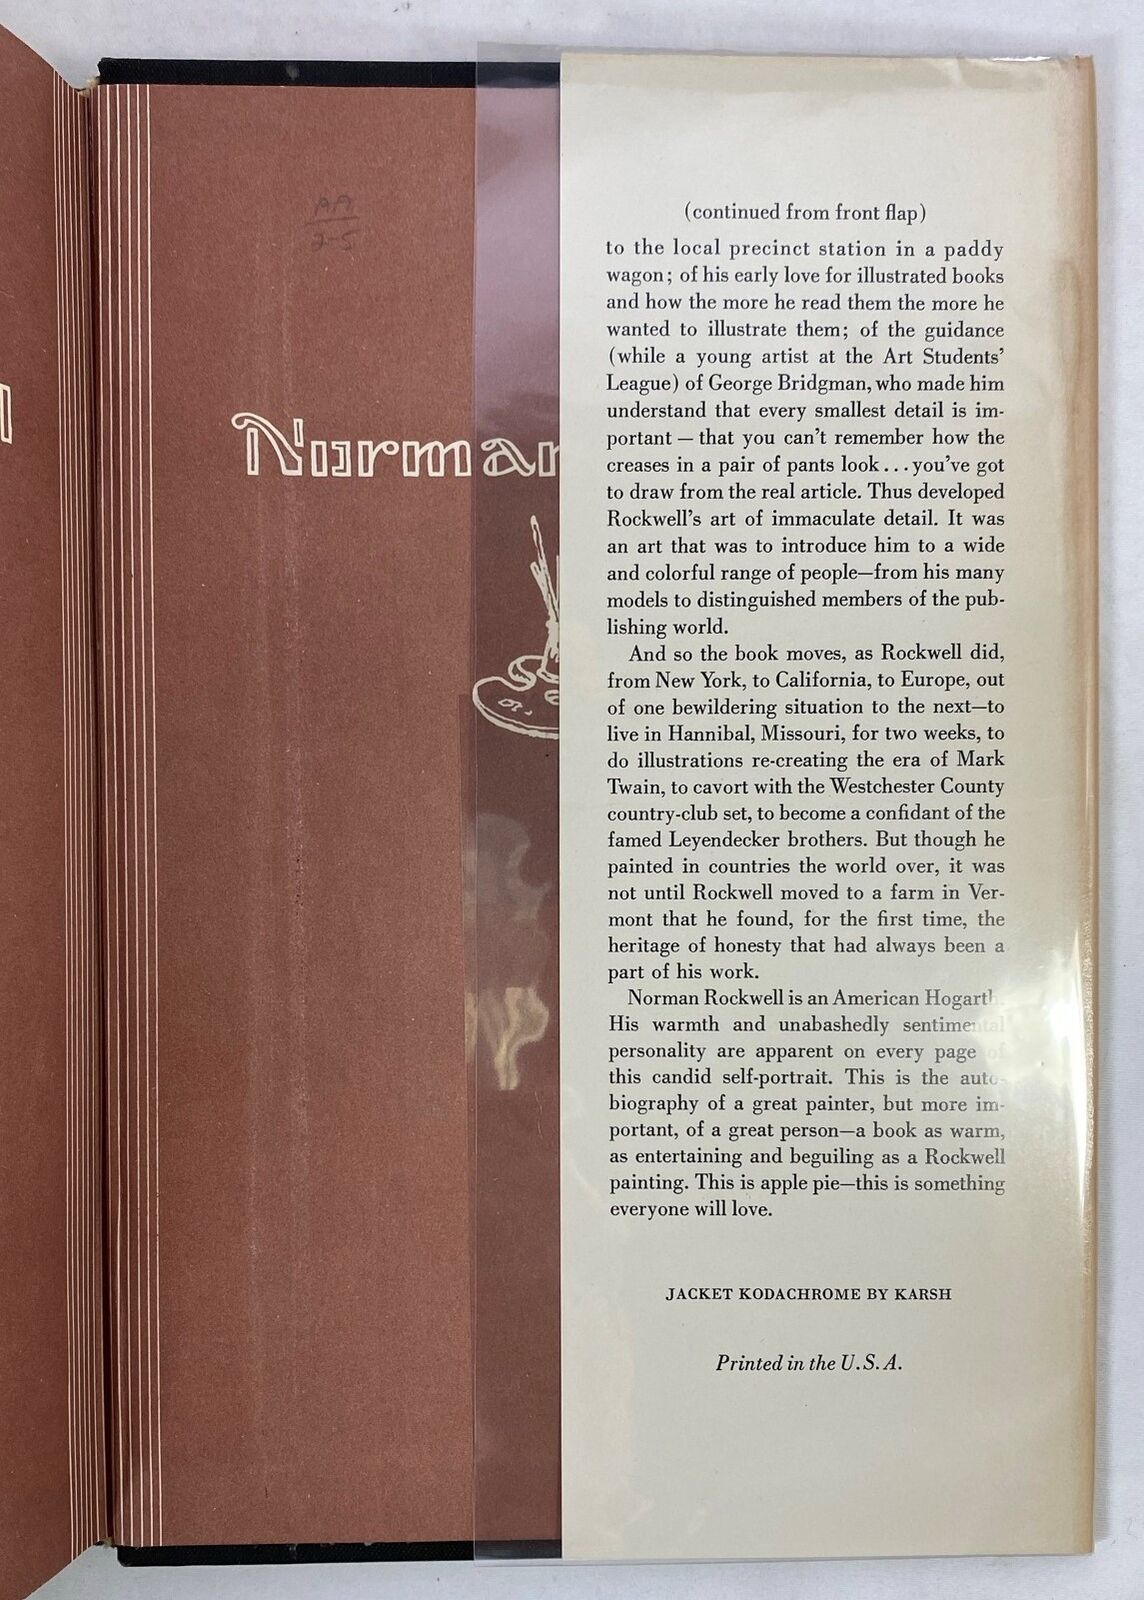 AA
2-5
Norman
(continued from front flap)
to the local precinct station in a paddy
wagon; of his early love for illustrated books
and how the more he read them the more he
wanted to illustrate them; of the guidance
(while a young artist at the Art Students'
League) of George Bridgman, who made him
understand that every smallest detail is im-
portant — that you can't remember how the
creases in a pair of pants look...you've got
to draw from the real article. Thus developed
Rockwell's art of immaculate detail. It was
an art that was to introduce him to a wide
and colorful range of people—from his many
models to distinguished members of the pub-
lishing world.
And so the book moves, as Rockwell did,
from New York, to California, to Europe, out
of one bewildering situation to the next—to
live in Hannibal, Missouri, for two weeks, to
do illustrations re-creating the era of Mark
Twain, to cavort with the Westchester County
country-club set, to become a confidant of the
famed Leyendecker brothers. But though he
painted in countries the world over, it was
not until Rockwell moved to a farm in Ver-
mont that he found, for the first time, the
heritage of honesty that had always been a
part of his work.
Norman Rockwell is an American Hogarth.
His warmth and unabashedly sentimental
personality are apparent on every page of
this candid self-portrait. This is the auto-
biography of a great painter, but more im-
portant, of a great person—a book as warm,
as entertaining and beguiling as a Rockwell
painting. This is apple pie—this is something
everyone will love.
JACKET KODACHROME BY KARSH
Printed in the U.S.A.